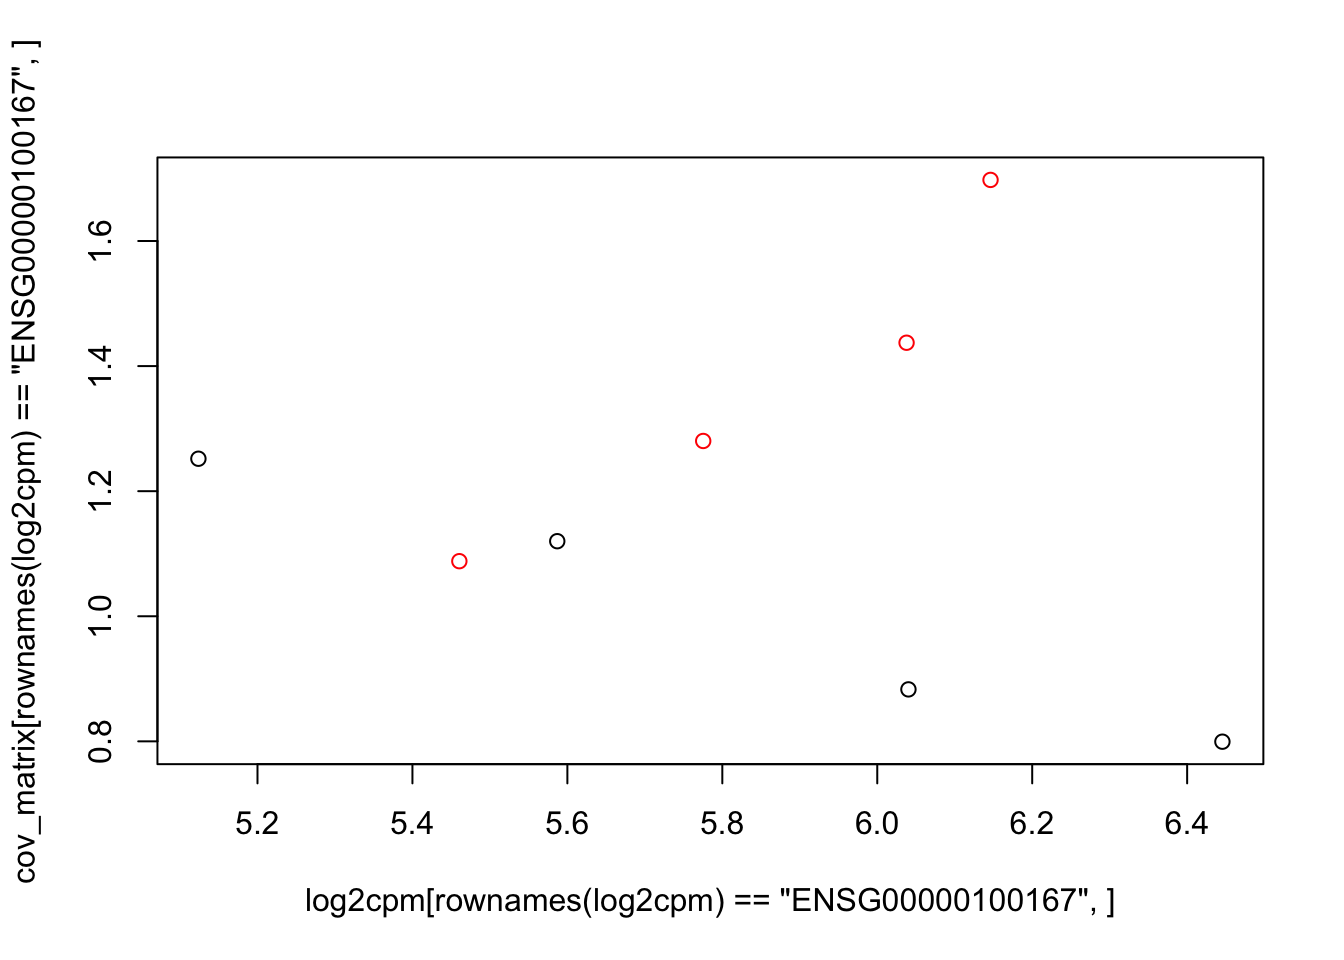 cov_matrix[rownames(log2cpm) == "ENSG00000100167", ]
1.6
1.4
1.2
1.0
0.8
5.2 5.4 5.6 5.8 6.0 6.2 6.4
log2cpm[rownames(log2cpm) == "ENSG00000100167", ]